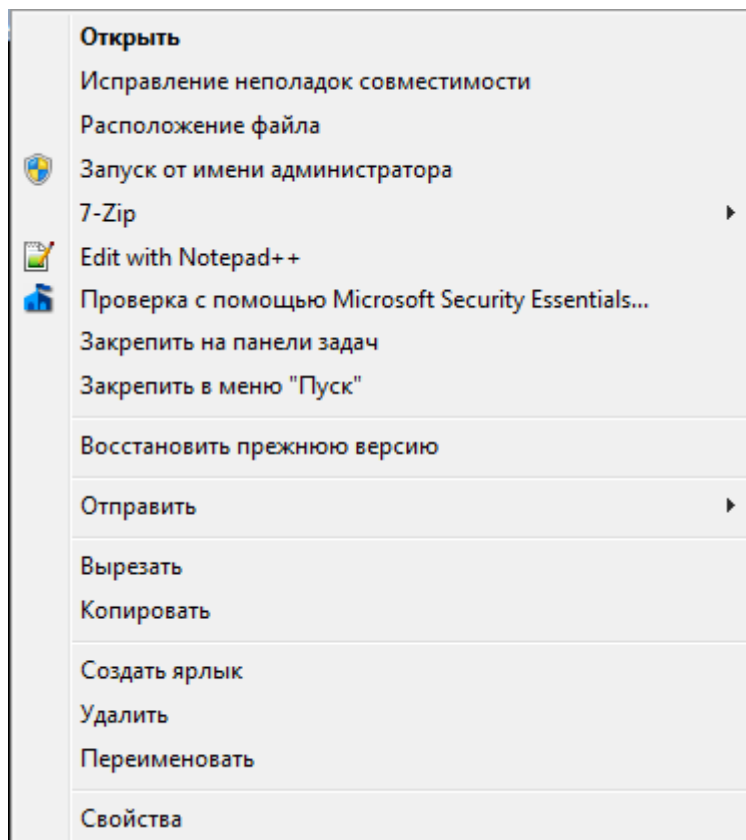 Открыть
Исправление неполадок совместимости
Расположение файла
Запуск от имени администратора
7-Zip
Edit with Notepad++
Проверка с помощью Microsoft Security Essentials...
Закрепить на панели задач
Закрепить в меню "Пуск"
Восстановить прежнюю версию
Отправить
Вырезать
Копировать
Создать ярлык
Удалить
Переименовать
Свойства